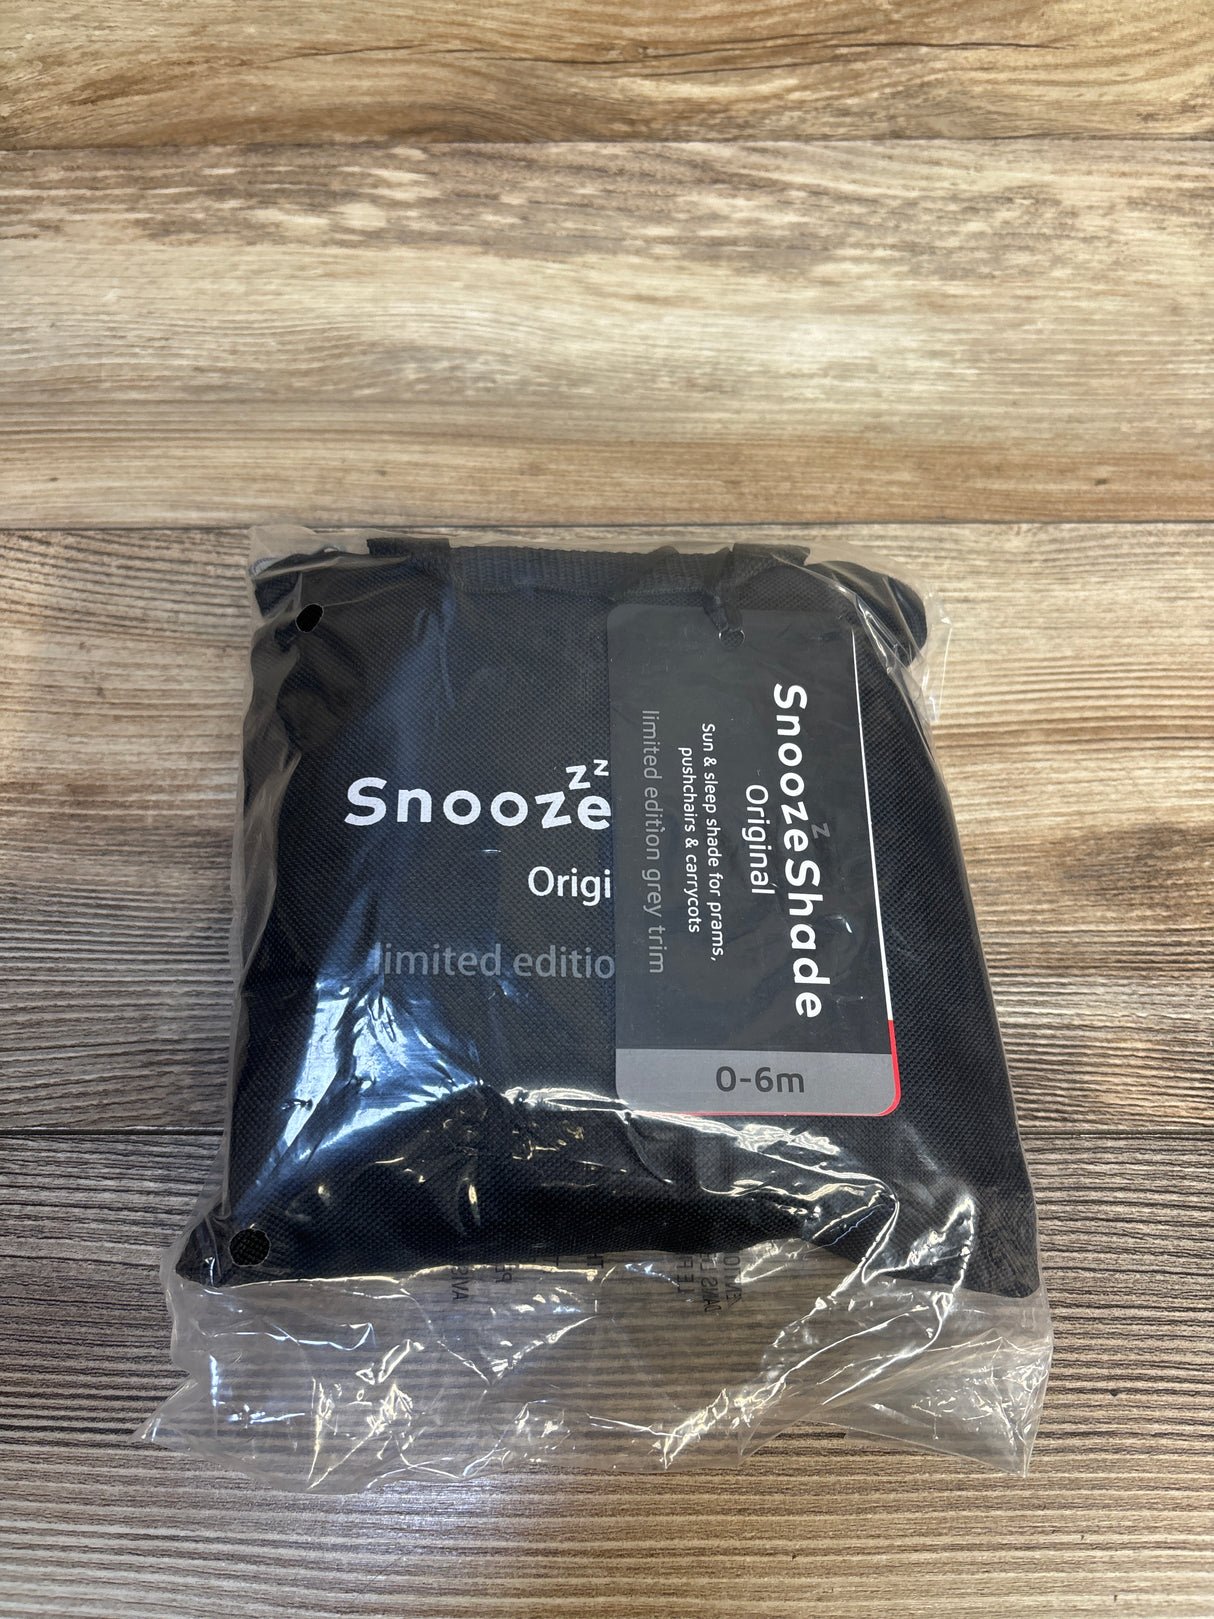 z z
Snooze
Origi
limited editio
SnoozeShade
z
Original
Sun & sleep shade for prams,
pushchairs & carrycots
limited edition grey trim
0-6m